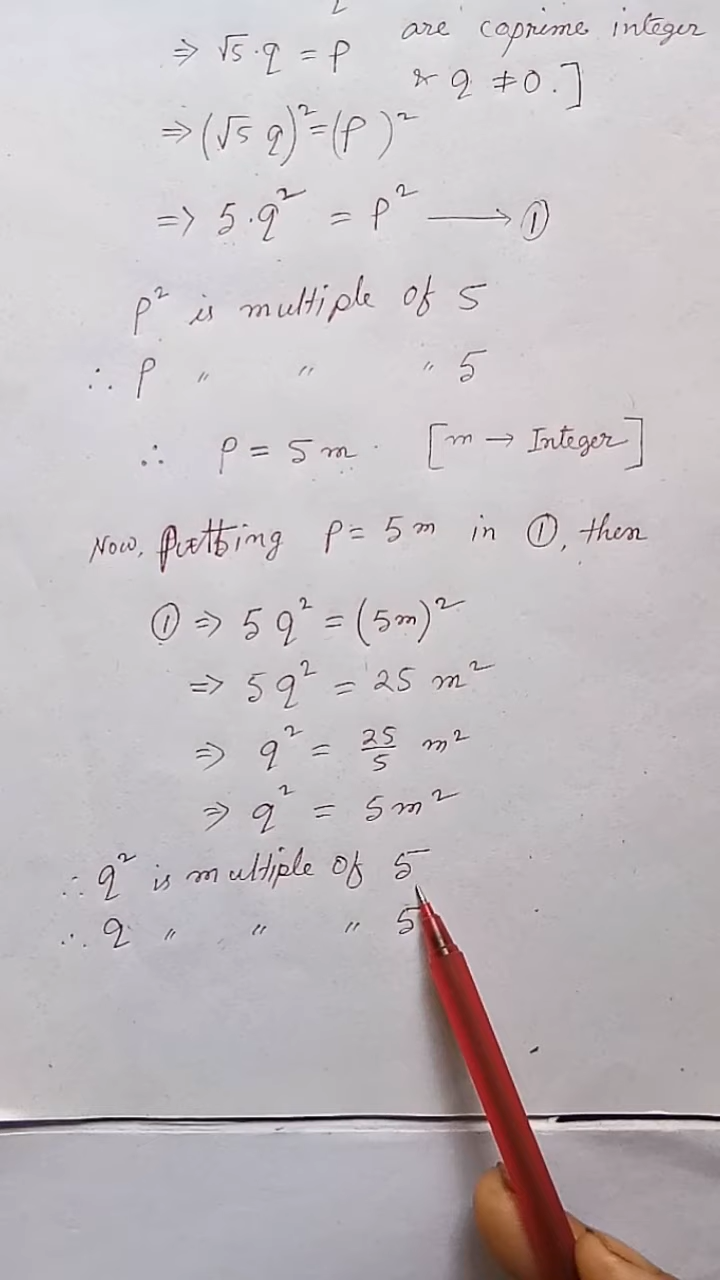 ⇒ √5·q = p are coprime integer
& q ≠ 0.]
⇒ (√5 q)² = (p)²
⇒ 5·q² = p² ⟶ ①
p² is multiple of 5
∴ p " " " 5
∴ p = 5m · [m → Integer]
Now, putting p = 5m in ①, then
① ⇒ 5q² = (5m)²
⇒ 5q² = 25 m²
⇒ q² = 25/5 m²
⇒ q² = 5m²
∴ q² is multiple of 5
∴ q " " " 5